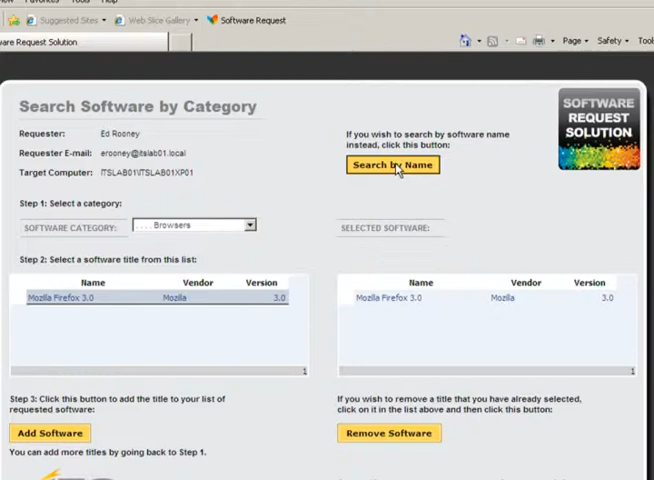 Favorites Tools Help
Suggested Sites Web Slice Gallery Software Request
are Request Solution
Page Safety Tools
Search Software by Category
SOFTWARE
REQUEST
SOLUTION
Requester: Ed Rooney
Requester E-mail: erooney@itslab01.local
Target Computer: ITSLAB01\ITSLAB01XP01
If you wish to search by software name
instead, click this button:
Search by Name
Step 1: Select a category:
SOFTWARE CATEGORY: ....Browsers
SELECTED SOFTWARE:
Step 2: Select a software title from this list:
Name Vendor Version
Mozilla Firefox 3.0 Mozilla 3.0
1
Name Vendor Version
Mozilla Firefox 3.0 Mozilla 3.0
1
Step 3: Click this button to add the title to your list of
requested software:
Add Software
You can add more titles by going back to Step 1.
If you wish to remove a title that you have already selected,
click on it in the list above and then click this button:
Remove Software